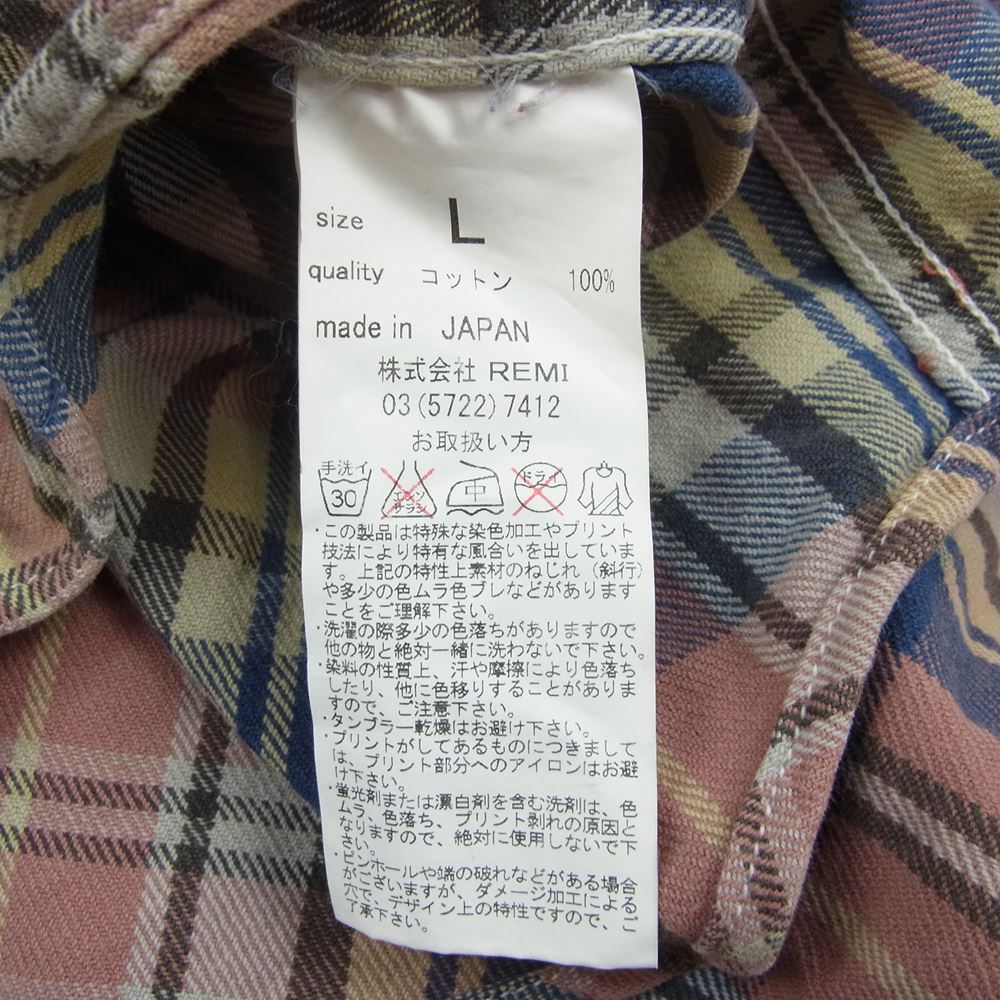 size L
quality コットン 100%
made in JAPAN
株式会社 REMI
03(5722)7412
お取扱い方
手洗イ 30 エンソ サラシ 中 ドライ
・この製品は特殊な染色加工やプリント
技法により特有な風合いを出していま
す。上記の特性上素材のねじれ（斜行）
や多少の色ムラ色ブレなどがあります
ことをご理解下さい。
・洗濯の際多少の色落ちがありますので
他の物と絶対一緒に洗わないで下さい。
・染料の性質上、汗や摩擦により色落ち
したり、他に色移りすることがありま
すので、ご注意下さい。
・タンブラー乾燥はお避け下さい。
・プリントがしてあるものにつきまして
は、プリント部分へのアイロンはお避
け下さい。
・蛍光剤または漂白剤を含む洗剤は、色
ムラ、色落ち、プリント剥れの原因と
なりますので、絶対に使用しないで下
さい。
・ピンホールや端の破れなどがある場合
がございますが、ダメージ加工による
穴で、デザイン上の特性ですので、ご
了承下さい。